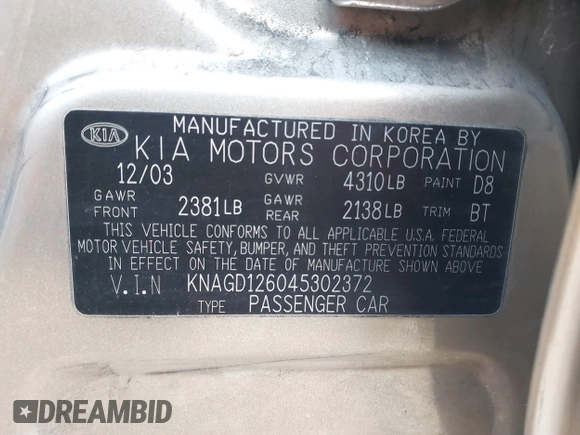 KIA MANUFACTURED IN KOREA BY
KIA MOTORS CORPORATION
12/03 GVWR 4310LB PAINT D8
GAWR FRONT 2381LB GAWR REAR 2138LB TRIM BT
THIS VEHICLE CONFORMS TO ALL APPLICABLE U.S.A. FEDERAL
MOTOR VEHICLE SAFETY, BUMPER, AND THEFT PREVENTION STANDARDS
IN EFFECT ON THE DATE OF MANUFACTURE SHOWN ABOVE
V.I.N KNAGD126045302372
TYPE PASSENGER CAR
DREAMBID